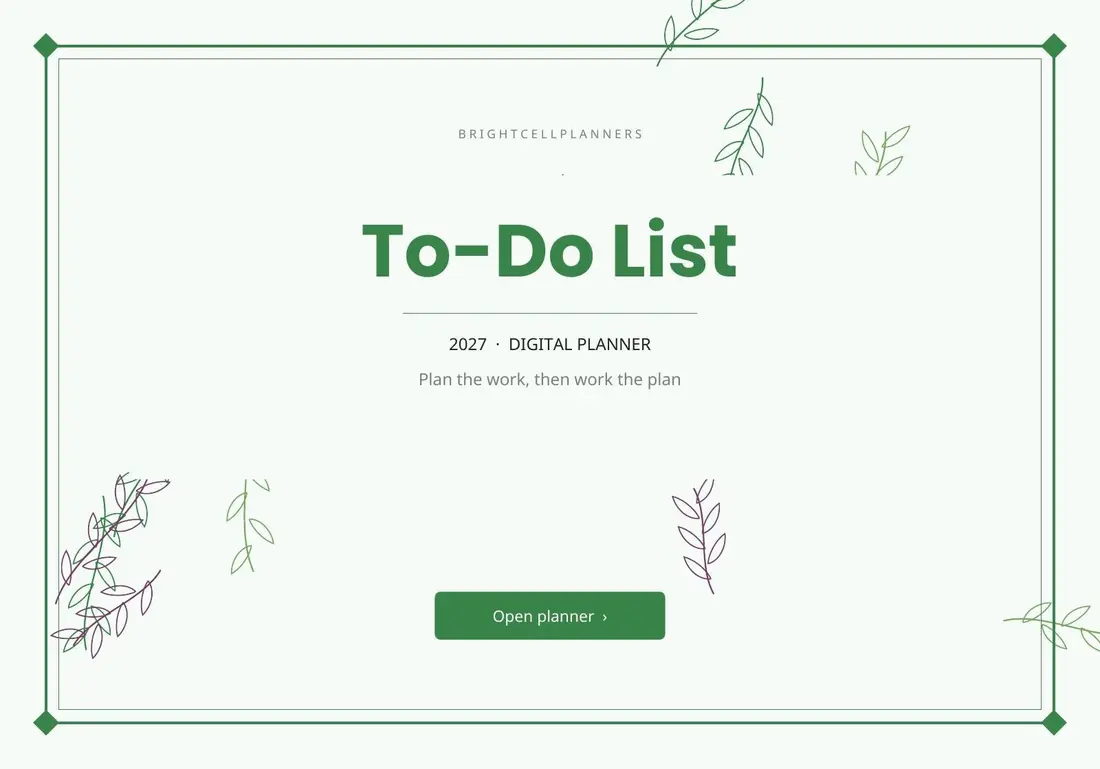 BRIGHTCELLPLANNERS
To-Do List
2027 · DIGITAL PLANNER
Plan the work, then work the plan
Open planner ›